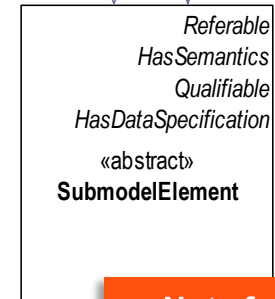 Referable
HasSemantics
Qualifiable
HasDataSpecification
«abstract»
SubmodelElement